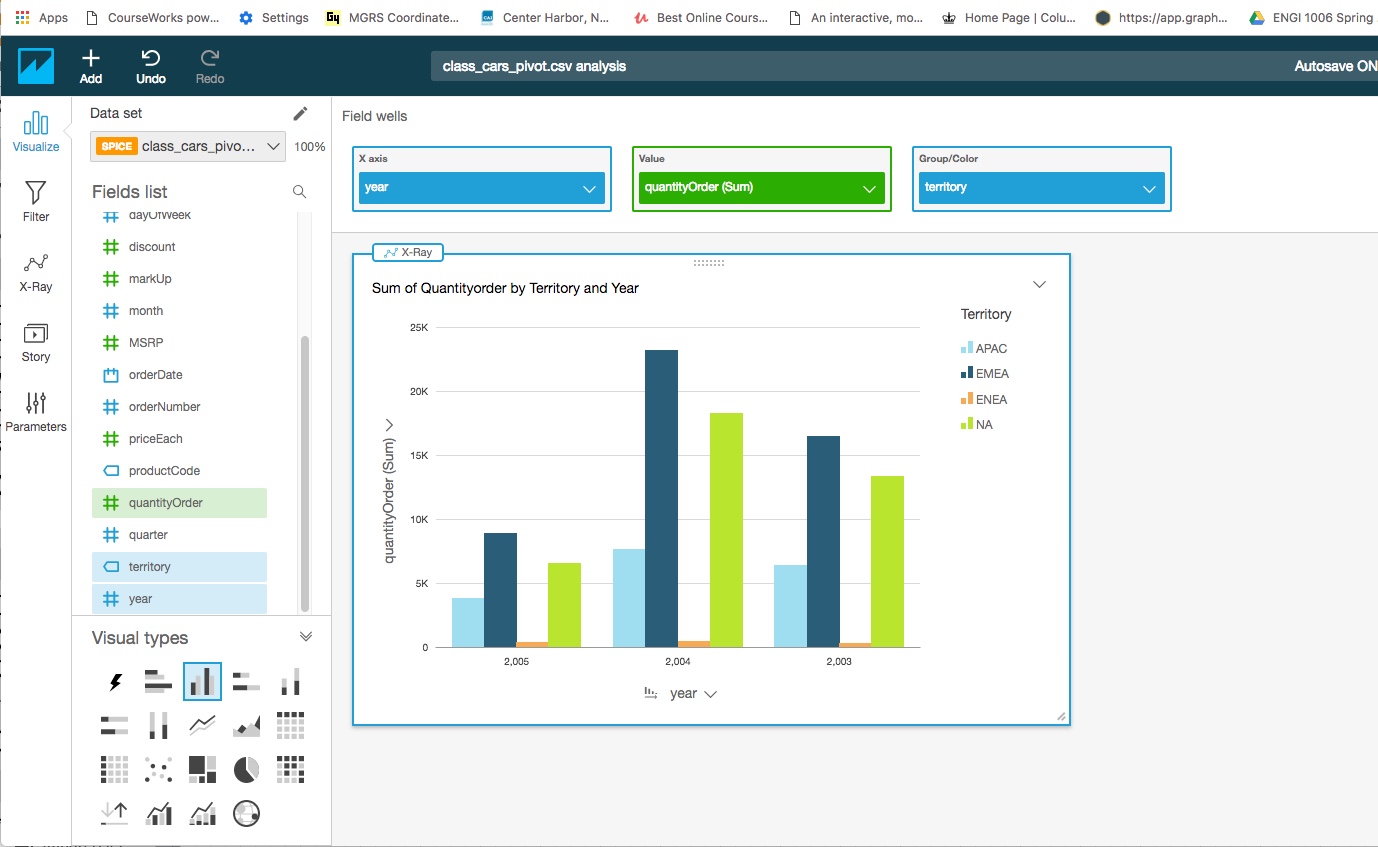 Apps CourseWorks pow... Settings Gy MGRS Coordinate... Center Harbor, N... Best Online Cours... An interactive, mo... Home Page | Colu... https://app.graph... ENGI 1006 Spring
Add Undo Redo class_cars_pivot.csv analysis Autosave ON
Visualize
Filter
X-Ray
Story
Parameters
Data set
SPICE class_cars_pivo... 100%
Fields list
dayOfWeek
discount
markUp
month
MSRP
orderDate
orderNumber
priceEach
productCode
quantityOrder
quarter
territory
year
Visual types
Field wells
X axis
year
Value
quantityOrder (Sum)
Group/Color
territory
X-Ray
Sum of Quantityorder by Territory and Year
quantityOrder (Sum)
25K
20K
15K
10K
5K
0
2,005 2,004 2,003
year
Territory
APAC
EMEA
ENEA
NA